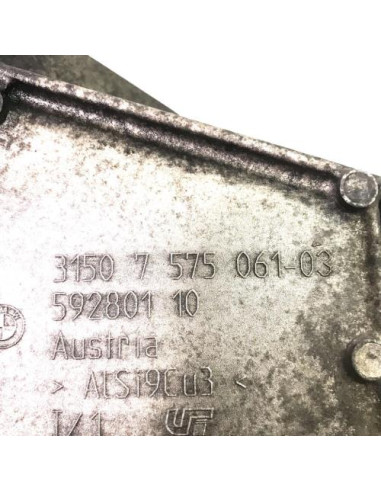 3150 7 575 061-03
592801 10
Austria
> AlSi9Cu3 <